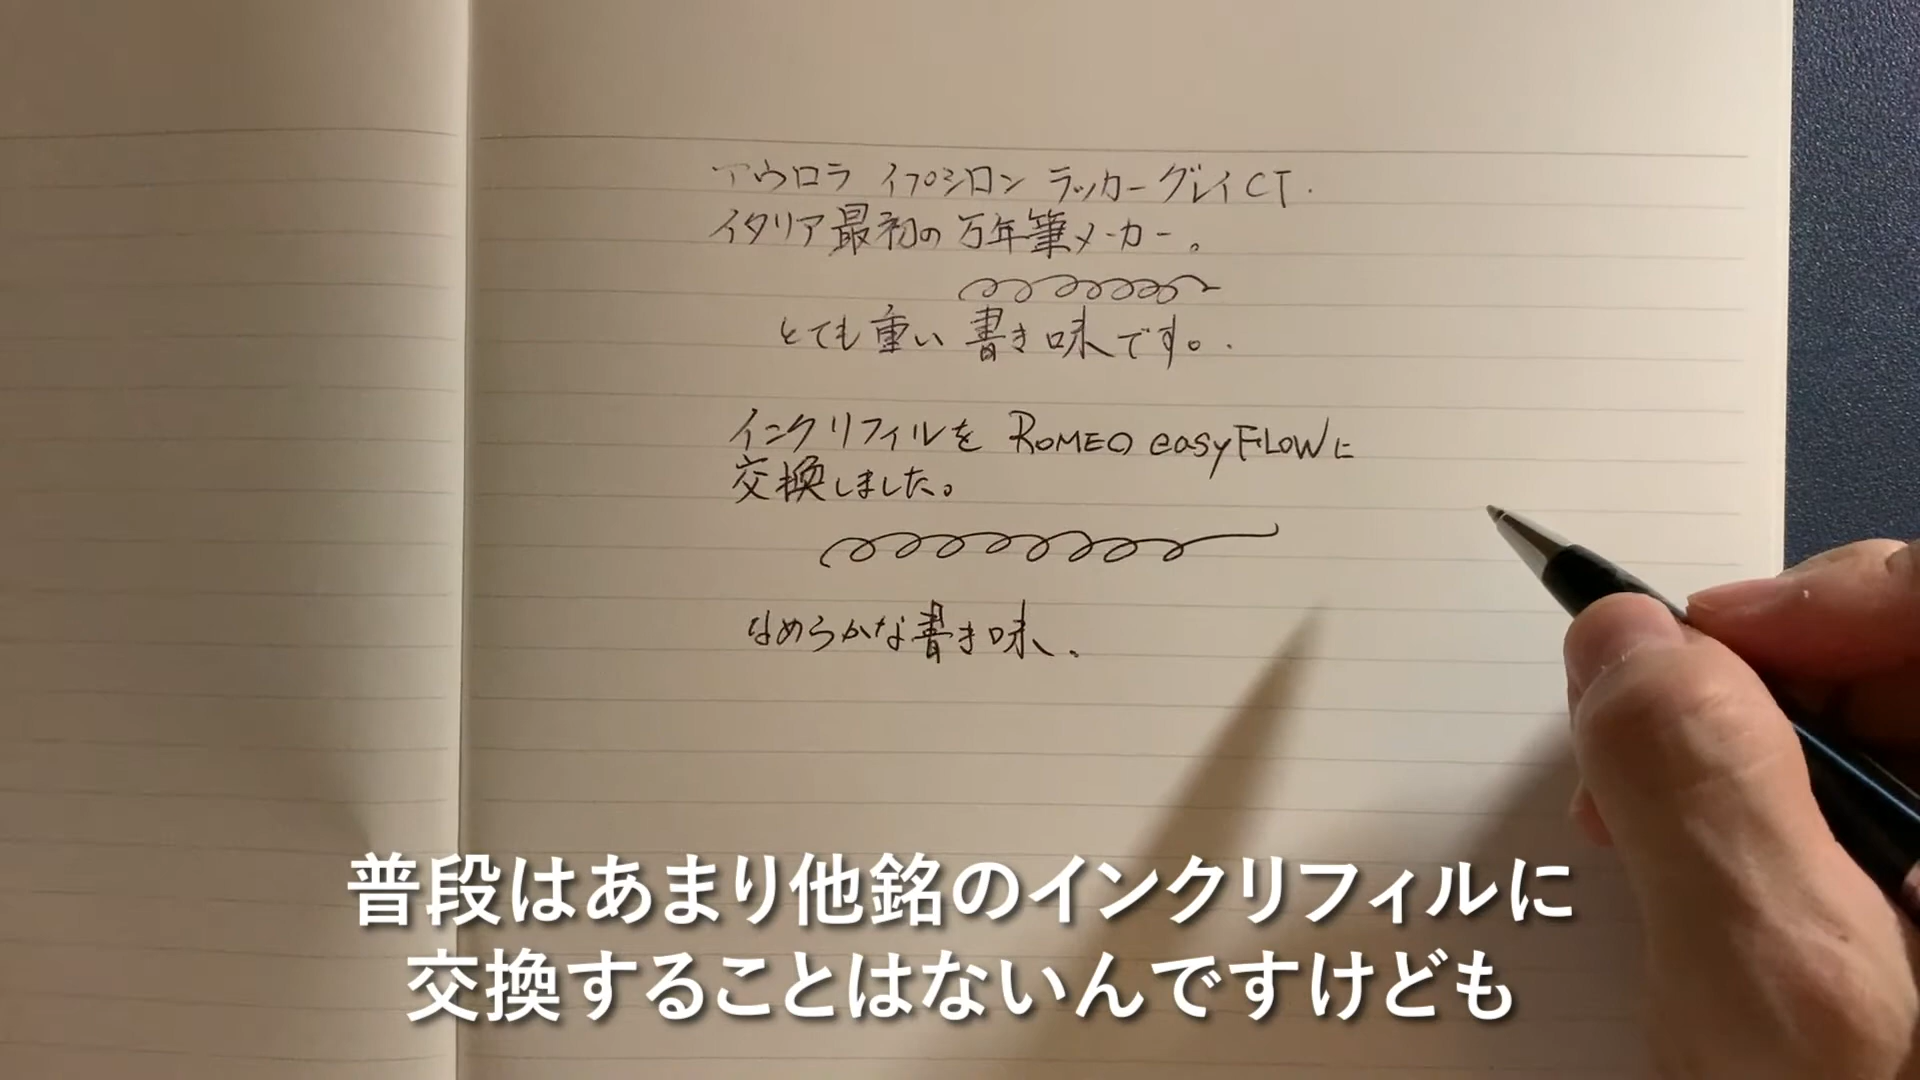 アウロラ イプシロン ラッカーグレイCT.
イタリア最初の万年筆メーカー。
とても重い書き味です。.
インクリフィルを ROMEO easyFLOWに
交換しました。
なめらかな書き味、
普段はあまり他銘のインクリフィルに
交換することはないんですけども